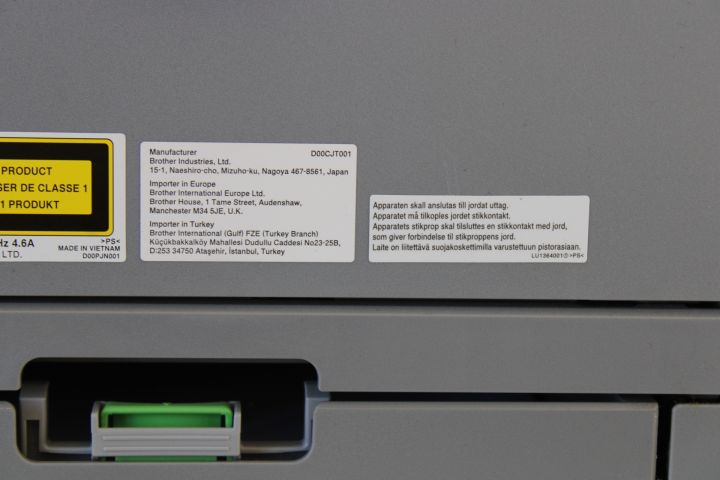 PRODUCT
SER DE CLASSE 1
1 PRODUKT
Hz 4.6A
>PS<
MADE IN VIETNAM
LTD.
D00PJN001
Manufacturer
D00CJT001
Brother Industries, Ltd.
15-1, Naeshiro-cho, Mizuho-ku, Nagoya 467-8561, Japan
Importer in Europe
Brother International Europe Ltd.
Brother House, 1 Tame Street, Audenshaw,
Manchester M34 5JE, U.K.
Importer in Turkey
Brother International (Gulf) FZE (Turkey Branch)
Küçükbakkalköy Mahallesi Dudullu Caddesi No23-25B,
D:253 34750 Ataşehir, İstanbul, Turkey
Apparaten skall anslutas till jordat uttag.
Apparatet må tilkoples jordet stikkontakt.
Apparatets stikprop skal tilsluttes en stikkontakt med jord,
som giver forbindelse til stikproppens jord.
Laite on liitettävä suojakoskettimilla varustettuun pistorasiaan.
LU1364001① >PS<